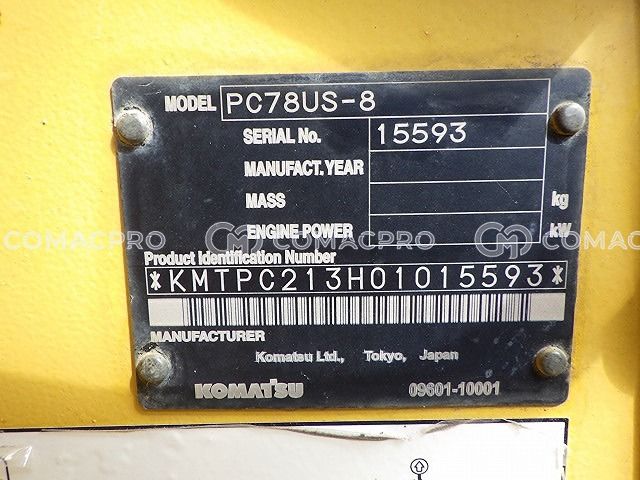 MODEL PC78US-8
SERIAL No. 15593
MANUFACT. YEAR
MASS kg
ENGINE POWER kW
COMACPRO COMACPRO COMACPRO
Product Identification Number
*KMTPC213H01015593*
MANUFACTURER
Komatsu Ltd., Tokyo, Japan
KOMATSU 09601-10001